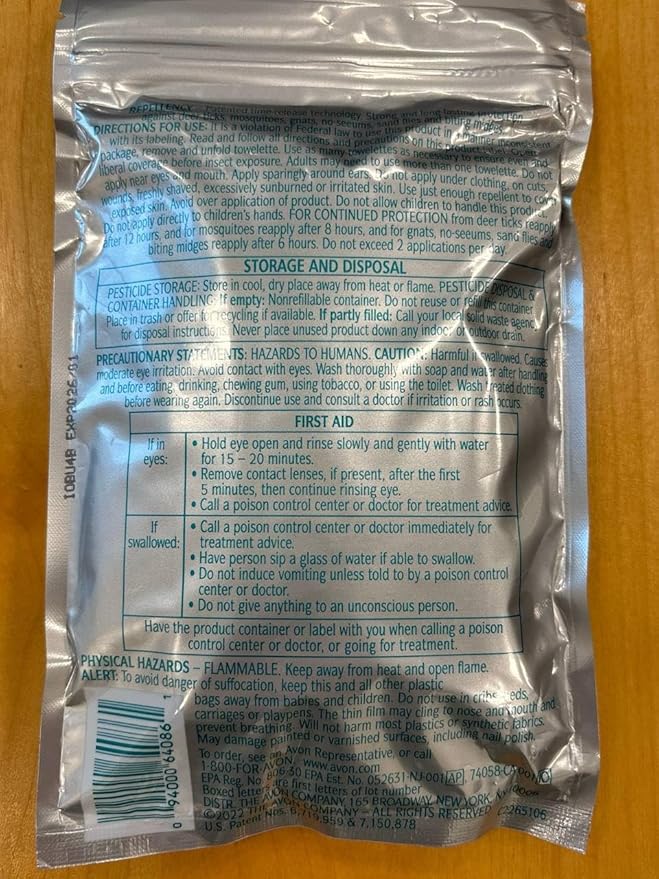 REPELLENCY - Patented time-release technology. Strong and long lasting protection
against deer ticks, mosquitoes, gnats, no-seeums, sand flies and biting midges.
DIRECTIONS FOR USE: It is a violation of Federal law to use this product in a manner inconsistent
with its labeling. Read and follow all directions and precautions on this product label. Open
package, remove and unfold towelette. Use as many towelettes as necessary to ensure even and
liberal coverage before insect exposure. Adults may need to use more than one towelette. Do not
apply near eyes and mouth. Apply sparingly around ears. Do not apply under clothing, on cuts,
wounds, freshly shaved, excessively sunburned or irritated skin. Use just enough repellent to cover
exposed skin. Avoid over application of product. Do not allow children to handle this product.
Do not apply directly to children's hands. FOR CONTINUED PROTECTION from deer ticks reapply
after 12 hours, and for mosquitoes reapply after 8 hours, and for gnats, no-seeums, sand flies and
biting midges reapply after 6 hours. Do not exceed 2 applications per day.
STORAGE AND DISPOSAL
PESTICIDE STORAGE: Store in cool, dry place away from heat or flame. PESTICIDE DISPOSAL &
CONTAINER HANDLING: If empty: Nonrefillable container. Do not reuse or refill this container.
Place in trash or offer for recycling if available. If partly filled: Call your local solid waste agency
for disposal instructions. Never place unused product down any indoor or outdoor drain.
PRECAUTIONARY STATEMENTS: HAZARDS TO HUMANS. CAUTION: Harmful if swallowed. Causes
moderate eye irritation. Avoid contact with eyes. Wash thoroughly with soap and water after handling
and before eating, drinking, chewing gum, using tobacco, or using the toilet. Wash treated clothing
before wearing again. Discontinue use and consult a doctor if irritation or rash occurs.
10BU4B EXP2026/01
FIRST AID
If in
eyes:
• Hold eye open and rinse slowly and gently with water
for 15 – 20 minutes.
• Remove contact lenses, if present, after the first
5 minutes, then continue rinsing eye.
• Call a poison control center or doctor for treatment advice.
If
swallowed:
• Call a poison control center or doctor immediately for
treatment advice.
• Have person sip a glass of water if able to swallow.
• Do not induce vomiting unless told to by a poison control
center or doctor.
• Do not give anything to an unconscious person.
Have the product container or label with you when calling a poison
control center or doctor, or going for treatment.
PHYSICAL HAZARDS – FLAMMABLE. Keep away from heat and open flame.
ALERT: To avoid danger of suffocation, keep this and all other plastic
bags away from babies and children. Do not use in cribs, beds,
carriages or playpens. The thin film may cling to nose and mouth and
prevent breathing. Will not harm most plastics or synthetic fabrics.
May damage painted or varnished surfaces, including nail polish.
To order, see an Avon Representative, or call
1-800-FOR-AVON. www.avon.com
EPA Reg. No. 806-30 EPA Est. No. 052631-NJ-001 AP, 74058-
Boxed letters are first letters of lot number
DISTR. THE AVON COMPANY, 165 BROADWAY, NEW YORK, NY 10006
©2022 THE AVON COMPANY – ALL RIGHTS RESERVED C2265106
U.S. Patent Nos. 6,719,959 & 7,150,878
0 94000 64086 1